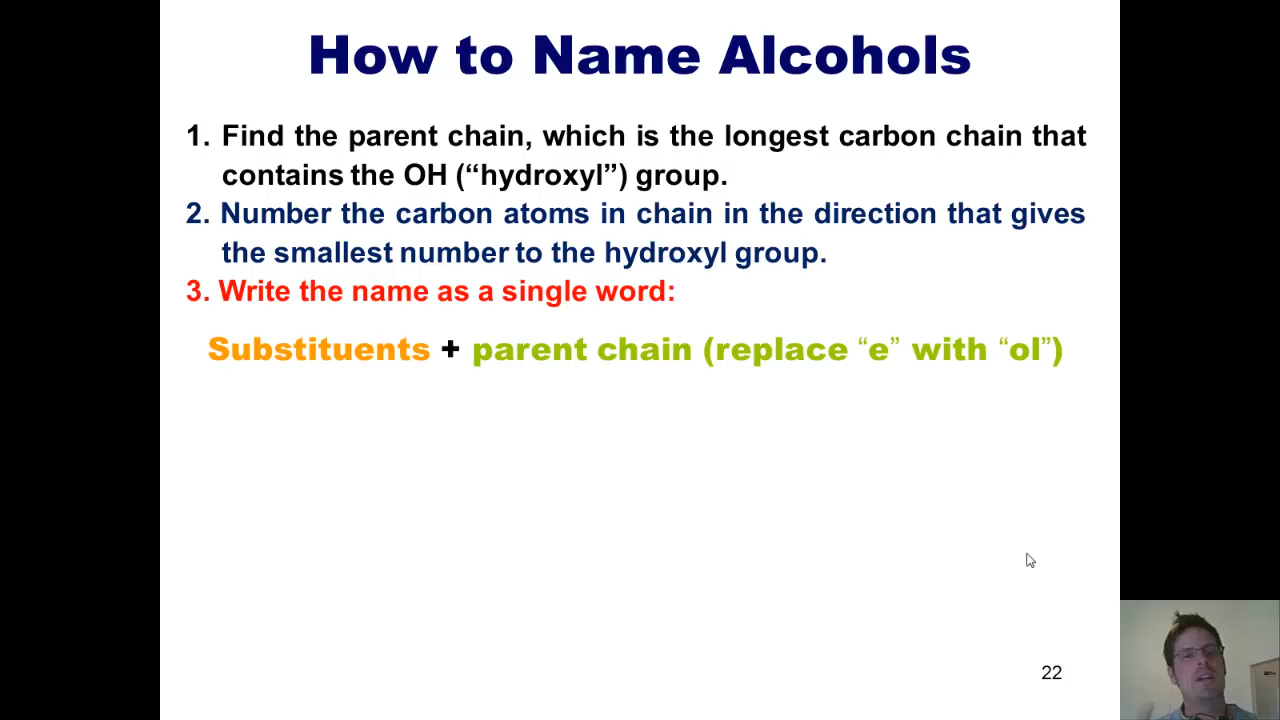 How to Name Alcohols
1. Find the parent chain, which is the longest carbon chain that
contains the OH (“hydroxyl”) group.
2. Number the carbon atoms in chain in the direction that gives
the smallest number to the hydroxyl group.
3. Write the name as a single word:
Substituents + parent chain (replace “e” with “ol”)
22